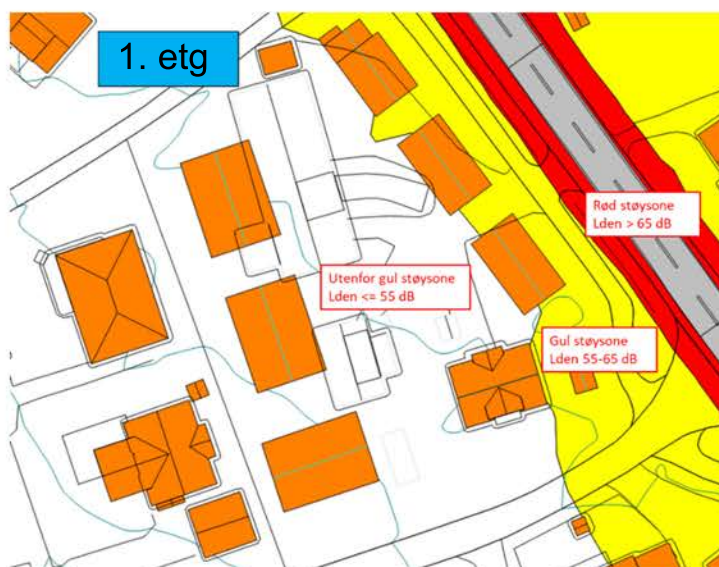 1. etg
Rød støysone
Lden > 65 dB
Utenfor gul støysone
Lden <= 55 dB
Gul støysone
Lden 55-65 dB